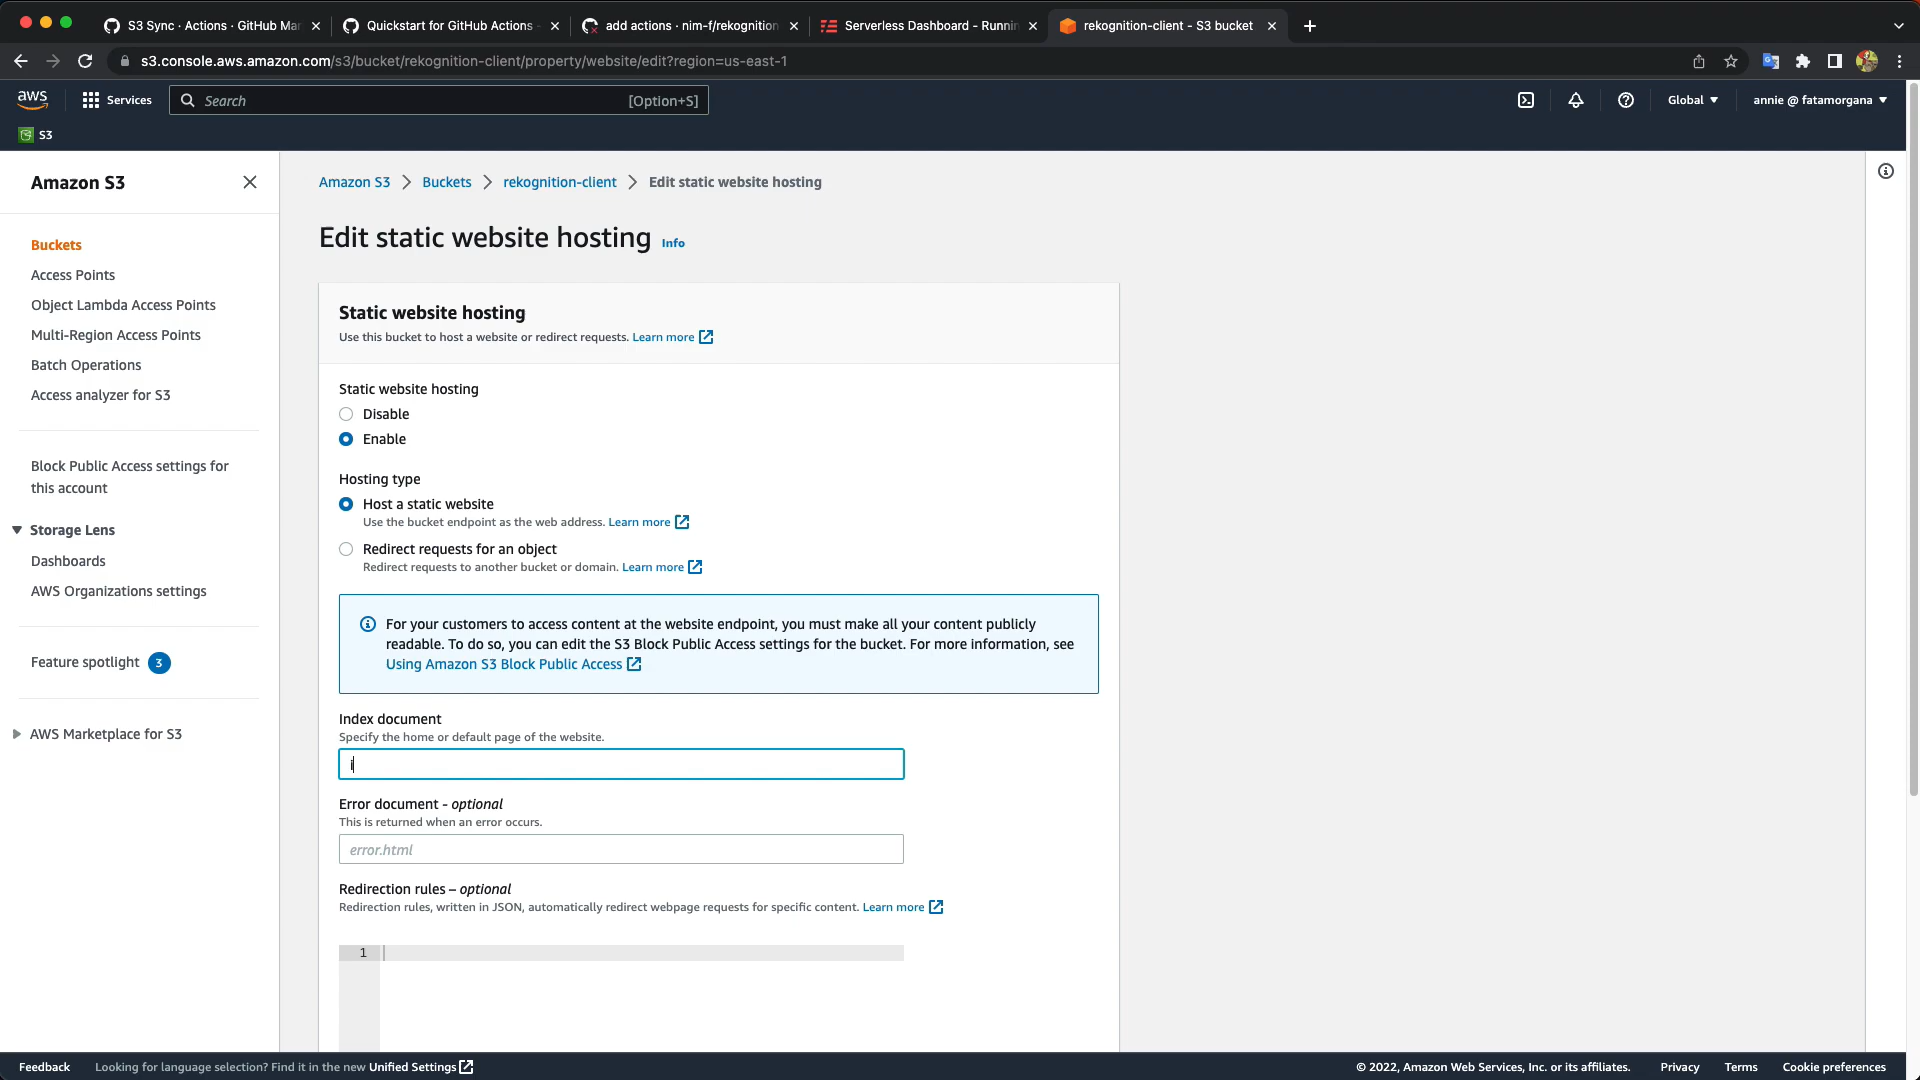 S3 Sync · Actions · GitHub Mar
Quickstart for GitHub Actions -
add actions · nim-f/rekognition
Serverless Dashboard - Runnin
rekognition-client - S3 bucket
s3.console.aws.amazon.com/s3/bucket/rekognition-client/property/website/edit?region=us-east-1
aws
Services
Search
[Option+S]
Global
annie @ fatamorgana
S3
Amazon S3
Buckets
Access Points
Object Lambda Access Points
Multi-Region Access Points
Batch Operations
Access analyzer for S3
Block Public Access settings for
this account
Storage Lens
Dashboards
AWS Organizations settings
Feature spotlight 3
AWS Marketplace for S3
Amazon S3 > Buckets > rekognition-client > Edit static website hosting
Edit static website hosting Info
Static website hosting
Use this bucket to host a website or redirect requests. Learn more
Static website hosting
Disable
Enable
Hosting type
Host a static website
Use the bucket endpoint as the web address. Learn more
Redirect requests for an object
Redirect requests to another bucket or domain. Learn more
For your customers to access content at the website endpoint, you must make all your content publicly
readable. To do so, you can edit the S3 Block Public Access settings for the bucket. For more information, see
Using Amazon S3 Block Public Access
Index document
Specify the home or default page of the website.
i
Error document - optional
This is returned when an error occurs.
error.html
Redirection rules – optional
Redirection rules, written in JSON, automatically redirect webpage requests for specific content. Learn more
1
Feedback
Looking for language selection? Find it in the new Unified Settings
© 2022, Amazon Web Services, Inc. or its affiliates.
Privacy
Terms
Cookie preferences